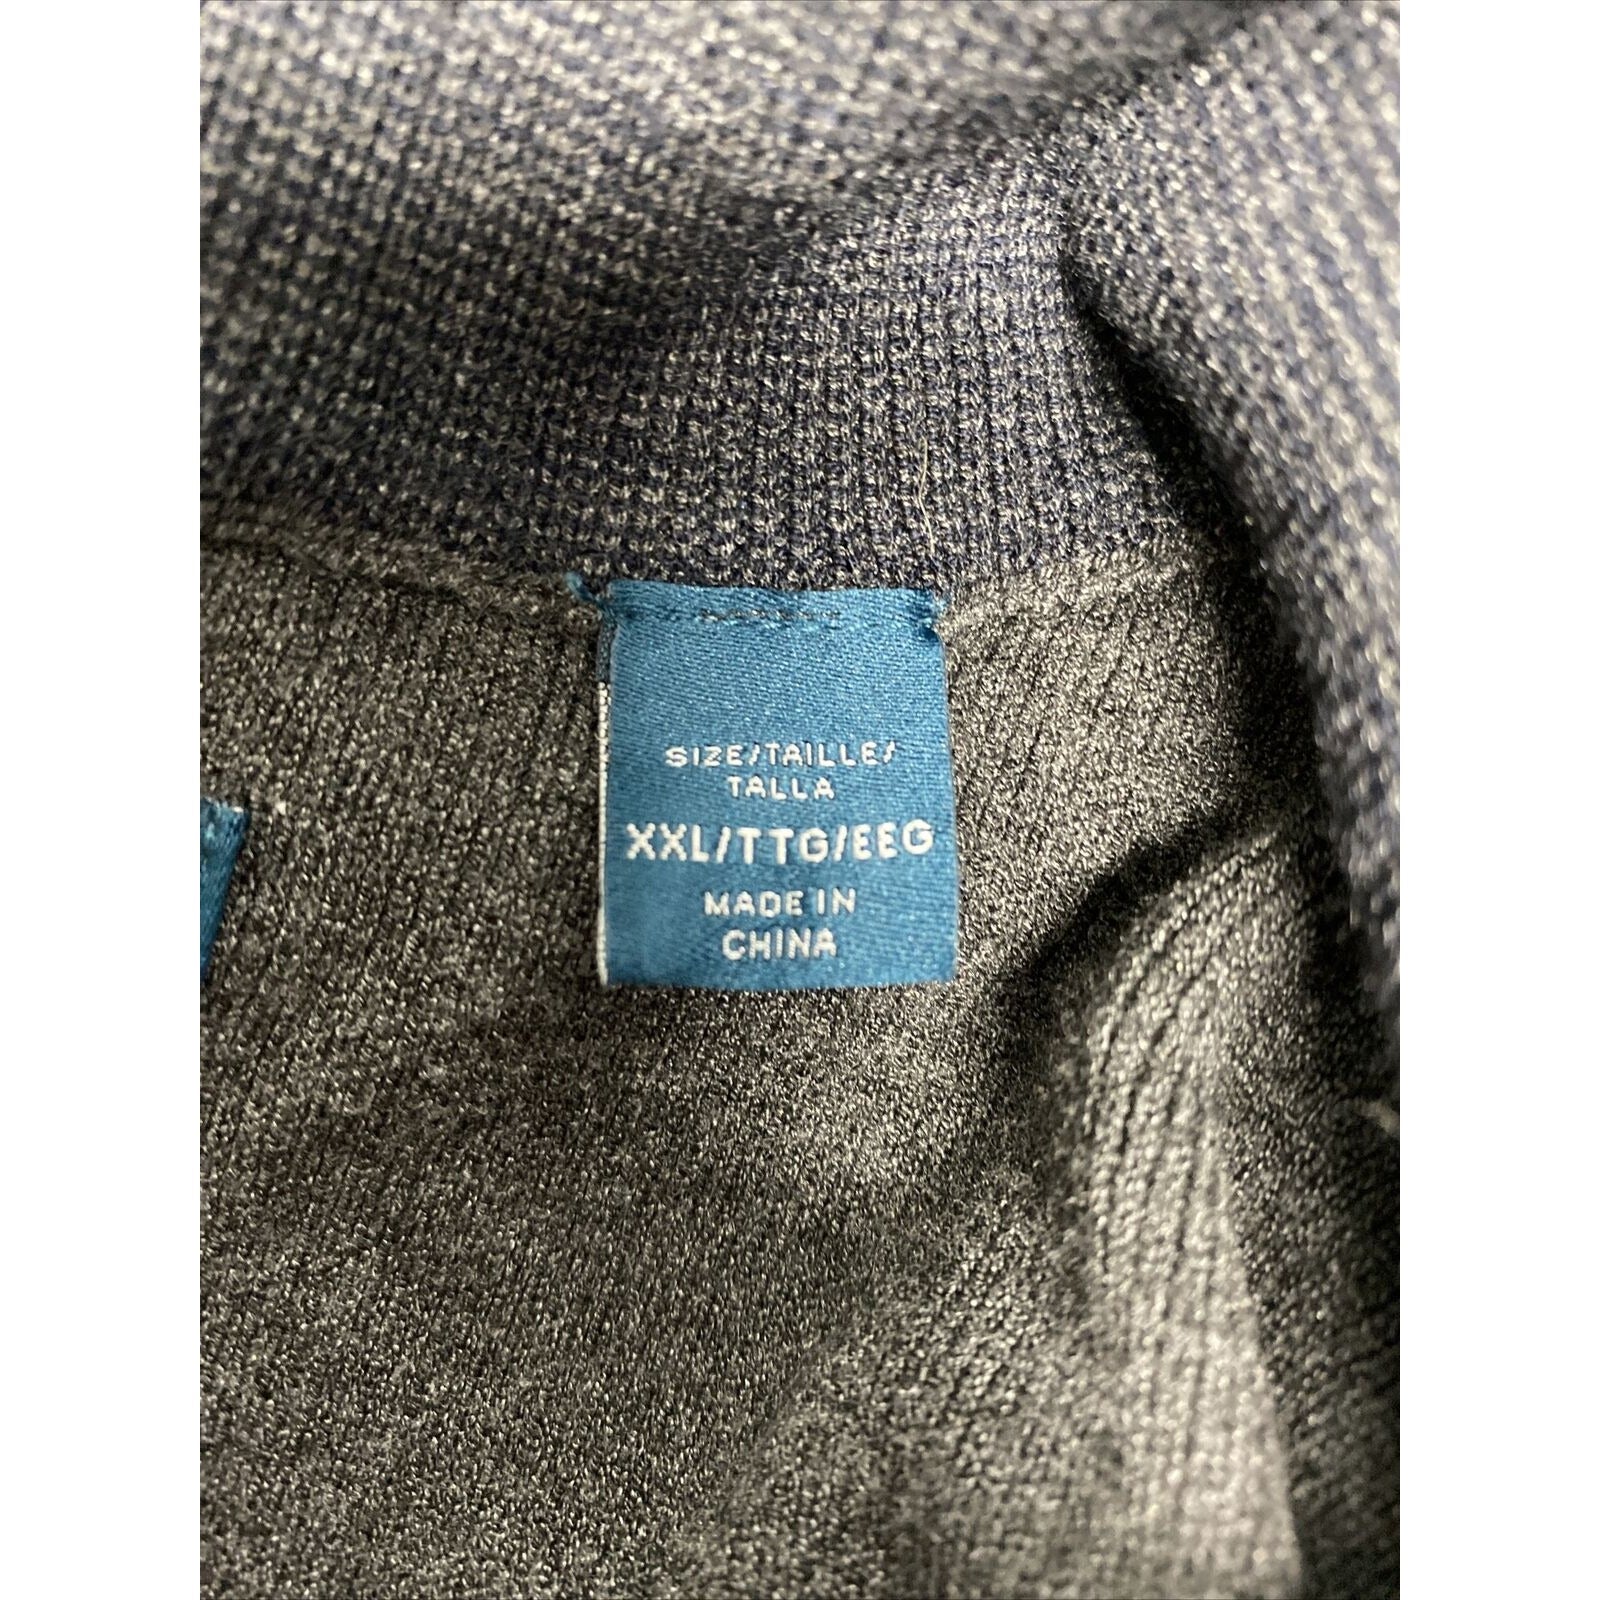 SIZE/TAILLE/
TALLA
XXL/TTG/EEG
MADE IN
CHINA